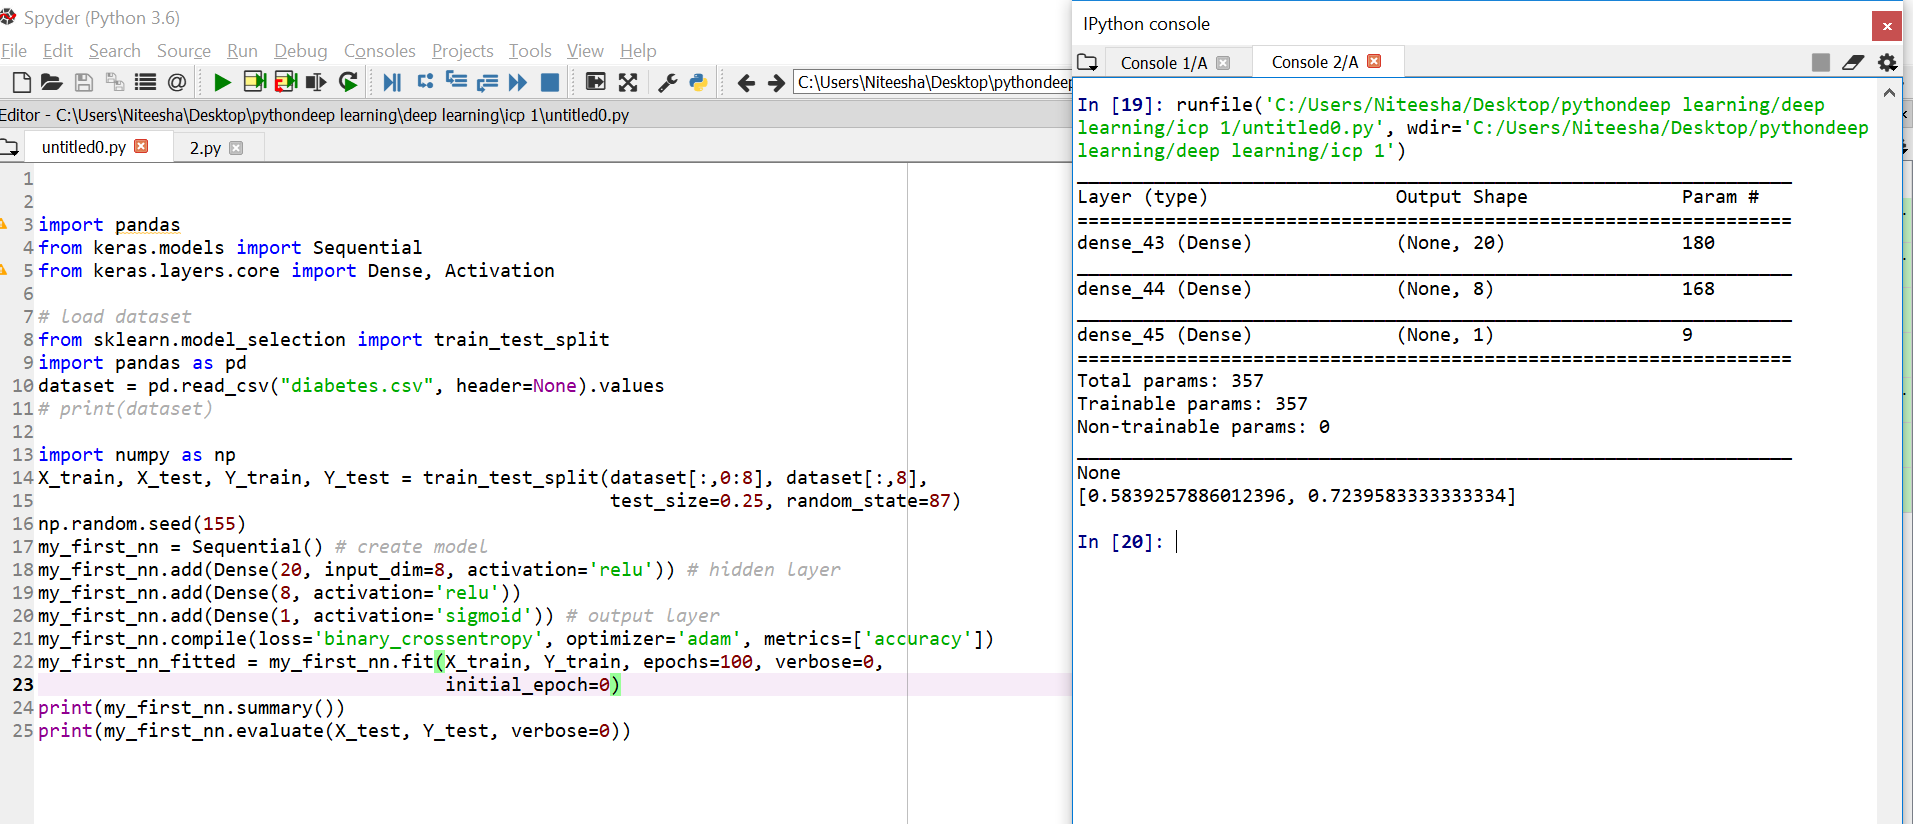 Spyder (Python 3.6)
File Edit Search Source Run Debug Consoles Projects Tools View Help
C:\Users\Niteesha\Desktop\pythondeep
Editor - C:\Users\Niteesha\Desktop\pythondeep learning\deep learning\icp 1\untitled0.py
untitled0.py 2.py
1
2
3 import pandas
4 from keras.models import Sequential
5 from keras.layers.core import Dense, Activation
6
7 # load dataset
8 from sklearn.model_selection import train_test_split
9 import pandas as pd
10 dataset = pd.read_csv("diabetes.csv", header=None).values
11 # print(dataset)
12
13 import numpy as np
14 X_train, X_test, Y_train, Y_test = train_test_split(dataset[:,0:8], dataset[:,8],
15 test_size=0.25, random_state=87)
16 np.random.seed(155)
17 my_first_nn = Sequential() # create model
18 my_first_nn.add(Dense(20, input_dim=8, activation='relu')) # hidden layer
19 my_first_nn.add(Dense(8, activation='relu'))
20 my_first_nn.add(Dense(1, activation='sigmoid')) # output layer
21 my_first_nn.compile(loss='binary_crossentropy', optimizer='adam', metrics=['accuracy'])
22 my_first_nn_fitted = my_first_nn.fit(X_train, Y_train, epochs=100, verbose=0,
23 initial_epoch=0)
24 print(my_first_nn.summary())
25 print(my_first_nn.evaluate(X_test, Y_test, verbose=0))
IPython console
Console 1/A Console 2/A
In [19]: runfile('C:/Users/Niteesha/Desktop/pythondeep learning/deep
learning/icp 1/untitled0.py', wdir='C:/Users/Niteesha/Desktop/pythondeep
learning/deep learning/icp 1')
_________________________________________________________________
Layer (type) Output Shape Param #
=================================================================
dense_43 (Dense) (None, 20) 180
_________________________________________________________________
dense_44 (Dense) (None, 8) 168
_________________________________________________________________
dense_45 (Dense) (None, 1) 9
=================================================================
Total params: 357
Trainable params: 357
Non-trainable params: 0
_________________________________________________________________
None
[0.5839257886012396, 0.7239583333333334]
In [20]: